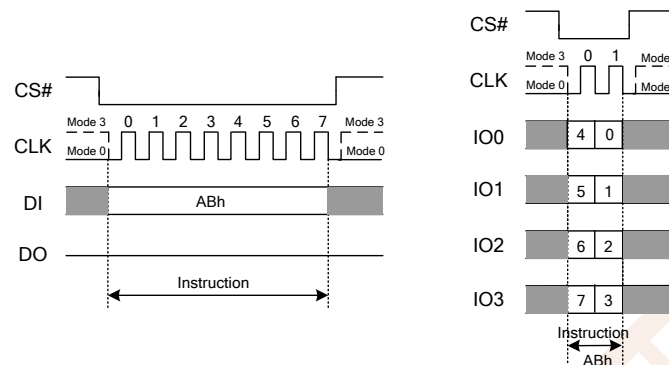 CS#
Mode 3 0 1 2 3 4 5 6 7 Mode 3
CLK
Mode 0 Mode 0
DI ABh
DO
Instruction
CS#
Mode 3 0 1 Mode
CLK
Mode 0 Mode
IO0 4 0
IO1 5 1
IO2 6 2
IO3 7 3
Instruction
ABh